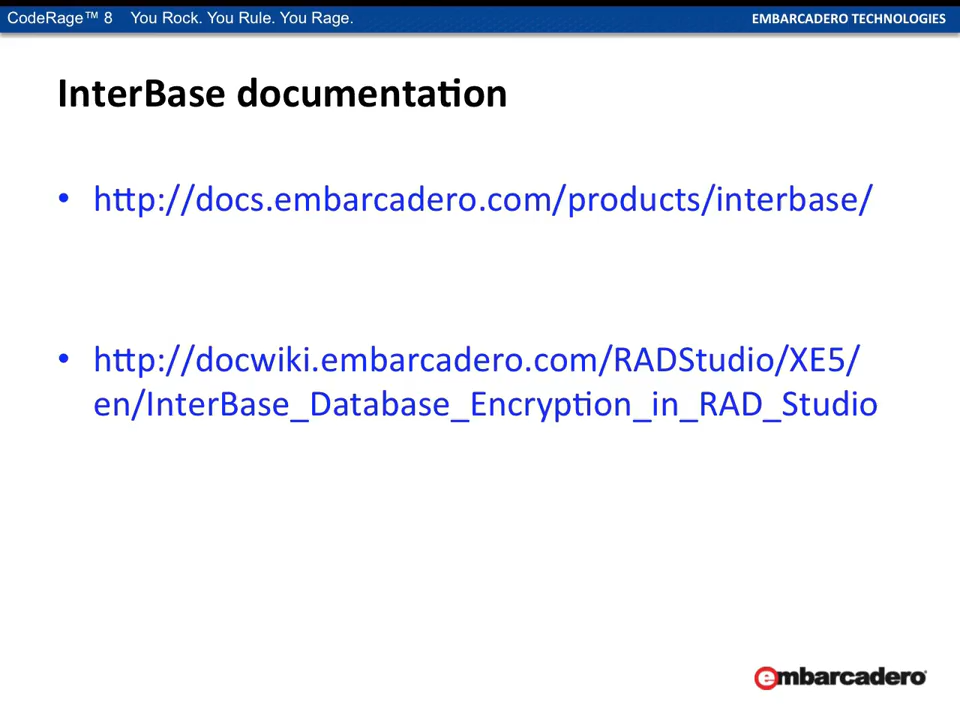 CodeRage™ 8 You Rock. You Rule. You Rage.
EMBARCADERO TECHNOLOGIES
InterBase documentation
• http://docs.embarcadero.com/products/interbase/
• http://docwiki.embarcadero.com/RADStudio/XE5/
en/InterBase_Database_Encryption_in_RAD_Studio
embarcadero